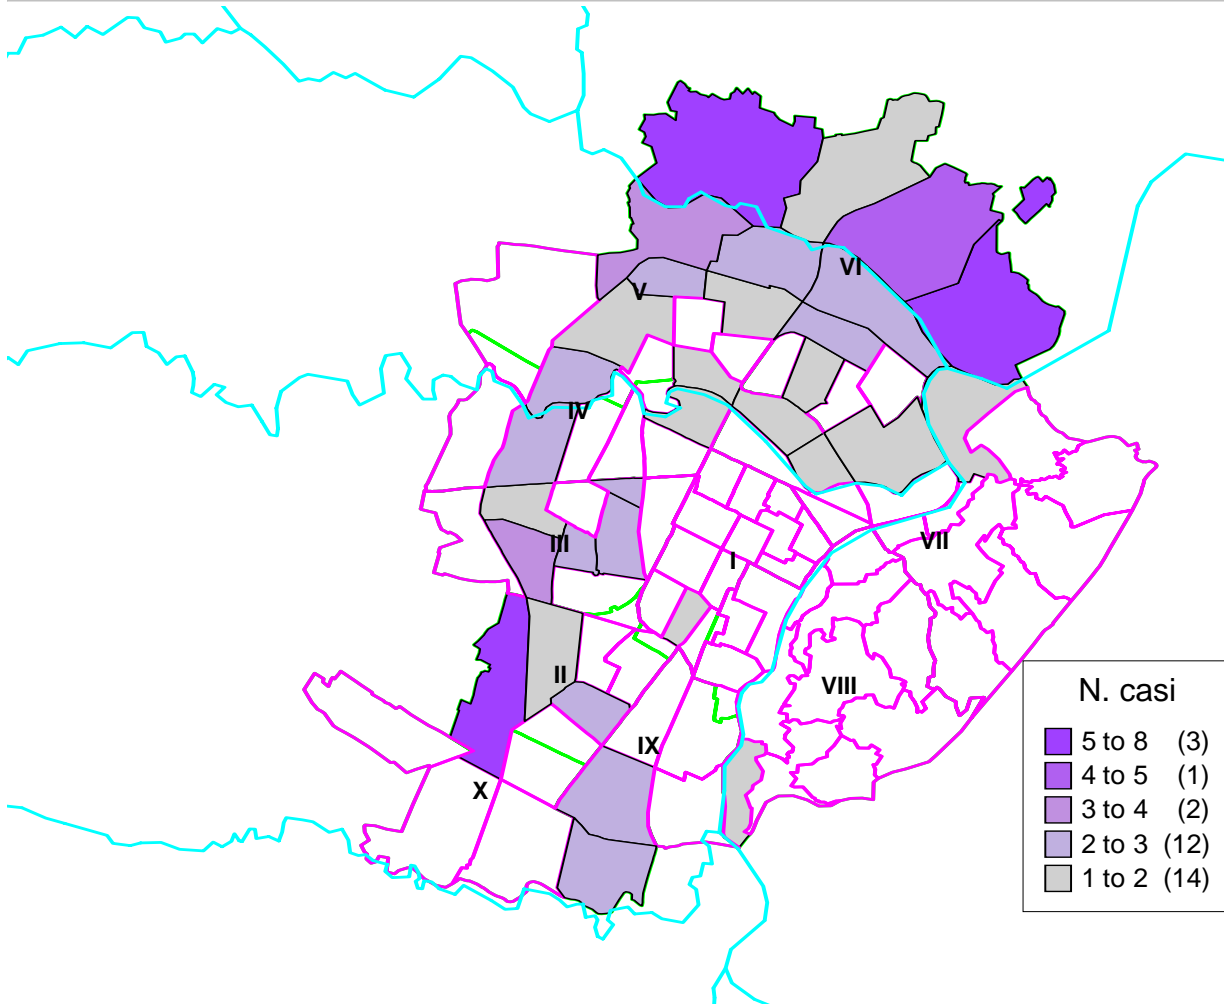 VI
V
IV
III
I
VII
II
VIII
IX
X
N. casi
5 to 8 (3)
4 to 5 (1)
3 to 4 (2)
2 to 3 (12)
1 to 2 (14)